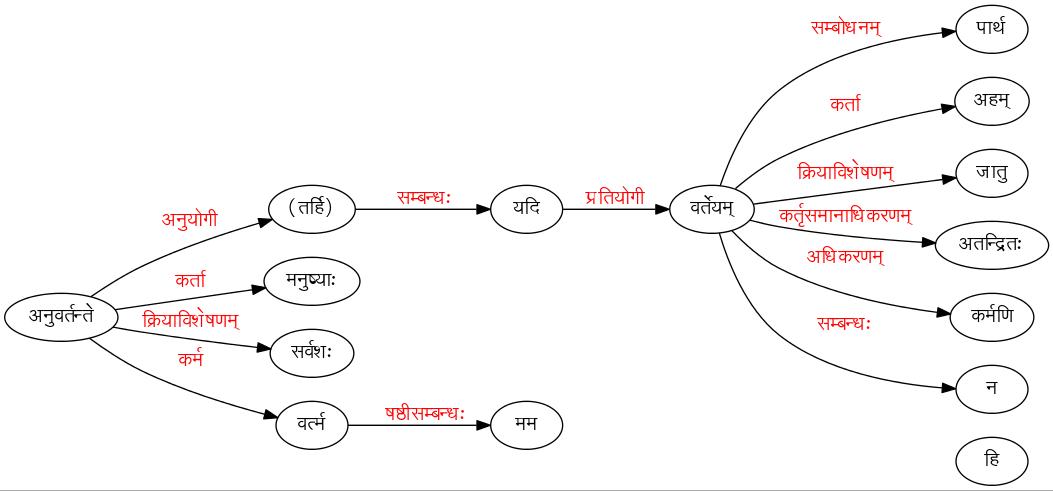 सम्बोधनम्
पार्थ
कर्ता
अहम्
क्रियाविशेषणम्
जातु
अनुयोगी
(तर्हि)
सम्बन्धः
यदि
प्रतियोगी
वर्तेयम्
कर्तृसमानाधिकरणम्
अतन्द्रितः
अधिकरणम्
कर्ता
मनुष्याः
अनुवर्तन्ते
क्रियाविशेषणम्
कर्मणि
सम्बन्धः
सर्वशः
कर्म
न
वर्त्म
षष्ठीसम्बन्धः
मम
हि